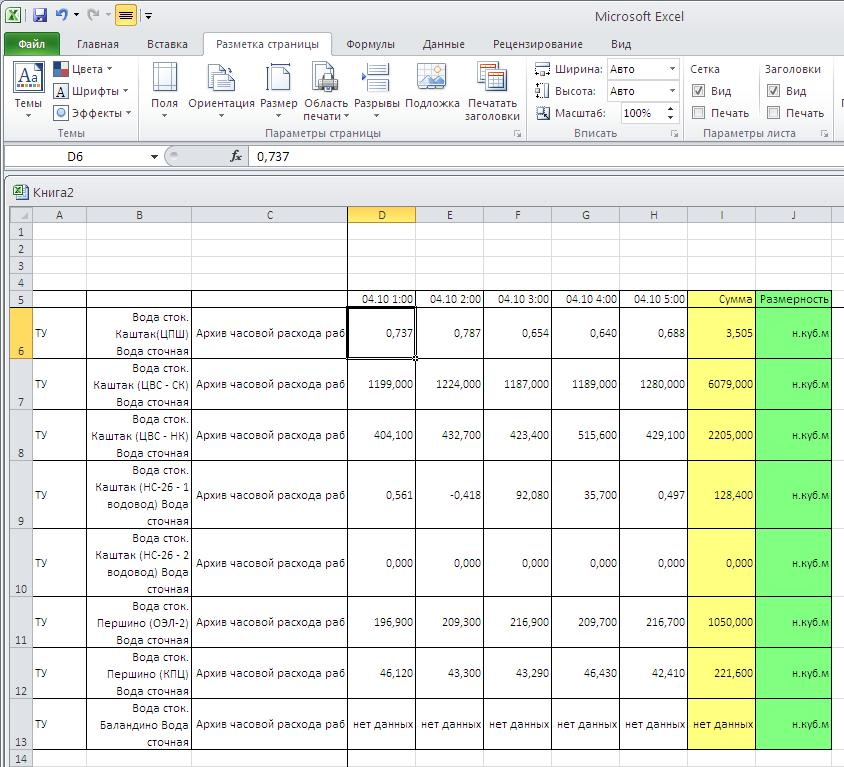 Microsoft Excel
Файл Главная Вставка Разметка страницы Формулы Данные Рецензирование Вид
Aa Цвета Ширина: Авто Сетка Заголовки
A Шрифты Высота: Авто Вид Вид
Темы Эффекты Поля Ориентация Размер Область печати Разрывы Подложка Печатать заголовки Масштаб: 100% Печать Печать
Темы Параметры страницы Вписать Параметры листа
D6 fx 0,737
Книга2
A B C D E F G H I J
1
2
3
4
5 04.10 1:00 04.10 2:00 04.10 3:00 04.10 4:00 04.10 5:00 Сумма Размерность
Вода сток.
ТУ Каштак(ЦПШ) Архив часовой расхода раб 0,737 0,787 0,654 0,640 0,688 3,505 н.куб.м
6 Вода сточная
Вода сток.
ТУ Каштак (ЦВС - СК) Архив часовой расхода раб 1199,000 1224,000 1187,000 1189,000 1280,000 6079,000 н.куб.м
7 Вода сточная
Вода сток.
ТУ Каштак (ЦВС - НК) Архив часовой расхода раб 404,100 432,700 423,400 515,600 429,100 2205,000 н.куб.м
8 Вода сточная
Вода сток.
Каштак (НС-26 - 1
ТУ водовод) Вода Архив часовой расхода раб 0,561 -0,418 92,080 35,700 0,497 128,400 н.куб.м
9 сточная
Вода сток.
Каштак (НС-26 - 2
ТУ водовод) Вода Архив часовой расхода раб 0,000 0,000 0,000 0,000 0,000 0,000 н.куб.м
10 сточная
Вода сток.
ТУ Першино (ОЭЛ-2) Архив часовой расхода раб 196,900 209,300 216,900 209,700 216,700 1050,000 н.куб.м
11 Вода сточная
Вода сток.
ТУ Першино (КПЦ) Архив часовой расхода раб 46,120 43,300 43,290 46,430 42,410 221,600 н.куб.м
12 Вода сточная
Вода сток.
ТУ Баландино Вода Архив часовой расхода раб нет данных нет данных нет данных нет данных нет данных нет данных н.куб.м
13 сточная
14